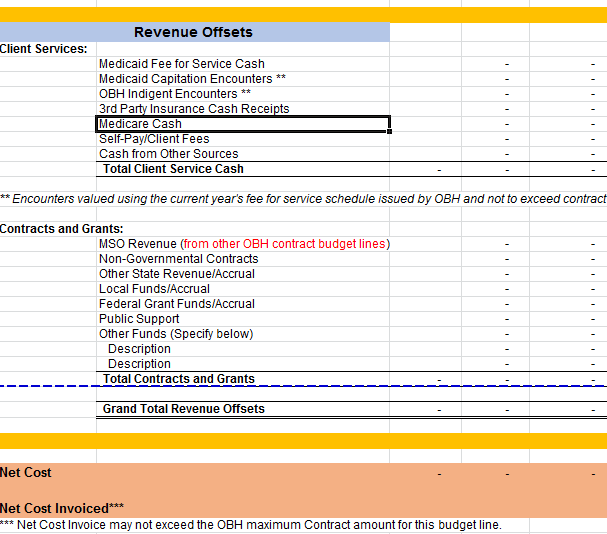 Revenue Offsets
Client Services:
Medicaid Fee for Service Cash - -
Medicaid Capitation Encounters ** - -
OBH Indigent Encounters ** - -
3rd Party Insurance Cash Receipts - -
Medicare Cash - -
Self-Pay/Client Fees - -
Cash from Other Sources - -
Total Client Service Cash - - -
** Encounters valued using the current year's fee for service schedule issued by OBH and not to exceed contract
Contracts and Grants:
MSO Revenue (from other OBH contract budget lines) - -
Non-Governmental Contracts - -
Other State Revenue/Accrual - -
Local Funds/Accrual - -
Federal Grant Funds/Accrual - -
Public Support - -
Other Funds (Specify below) - -
Description - -
Description - -
Total Contracts and Grants - - -
Grand Total Revenue Offsets - - -
Net Cost - - -
Net Cost Invoiced***
*** Net Cost Invoice may not exceed the OBH maximum Contract amount for this budget line.